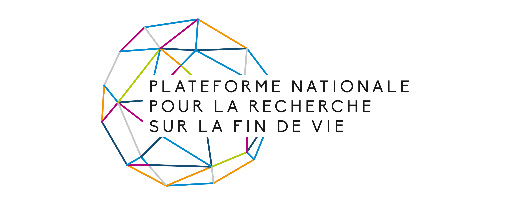 PLATEFORME NATIONALE
POUR LA RECHERCHE
SUR LA FIN DE VIE